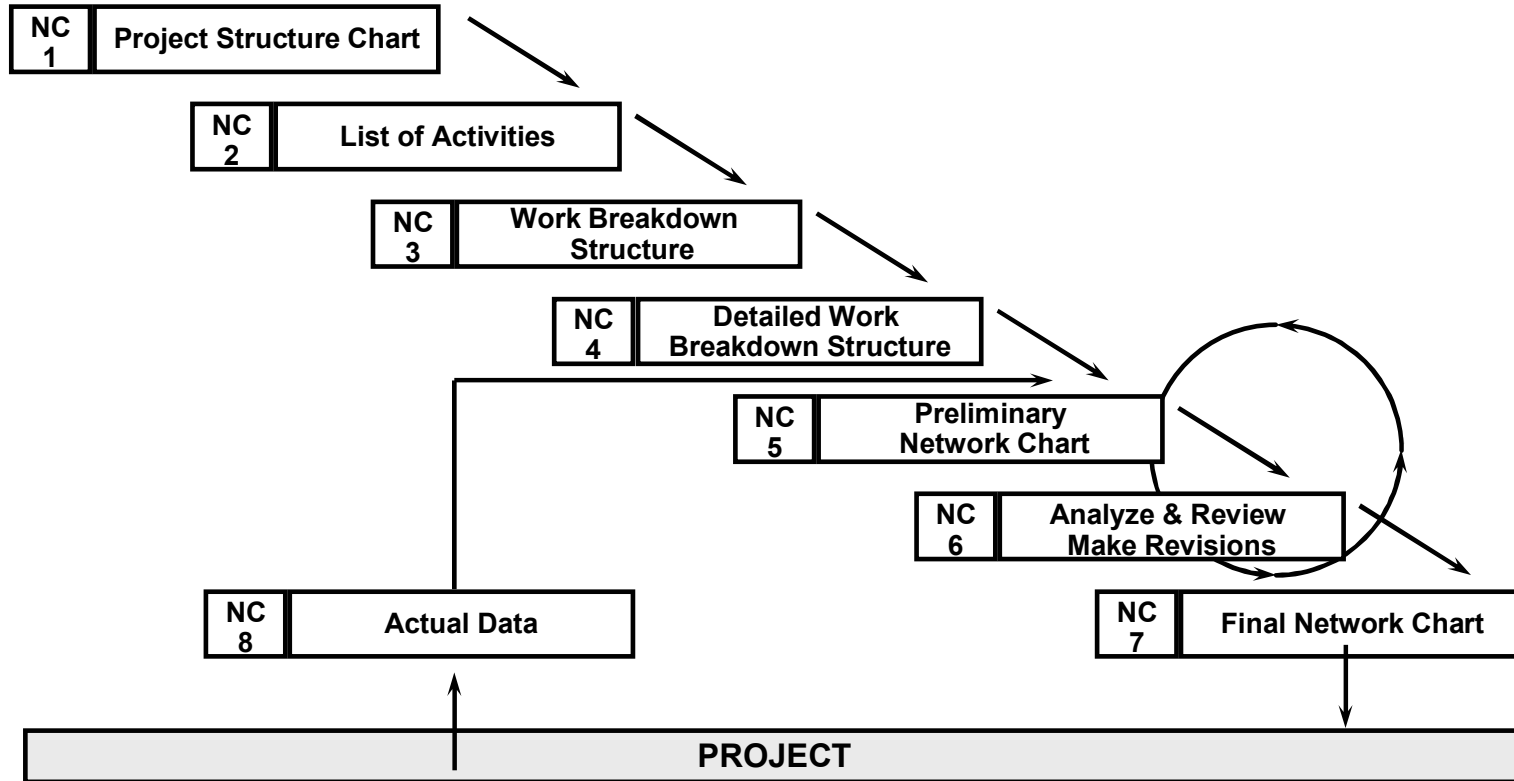 NC
1
Project Structure Chart
NC
2
List of Activities
NC
3
Work Breakdown
Structure
NC
4
Detailed Work
Breakdown Structure
NC
5
Preliminary
Network Chart
NC
6
Analyze & Review
Make Revisions
NC
8
Actual Data
NC
7
Final Network Chart
PROJECT